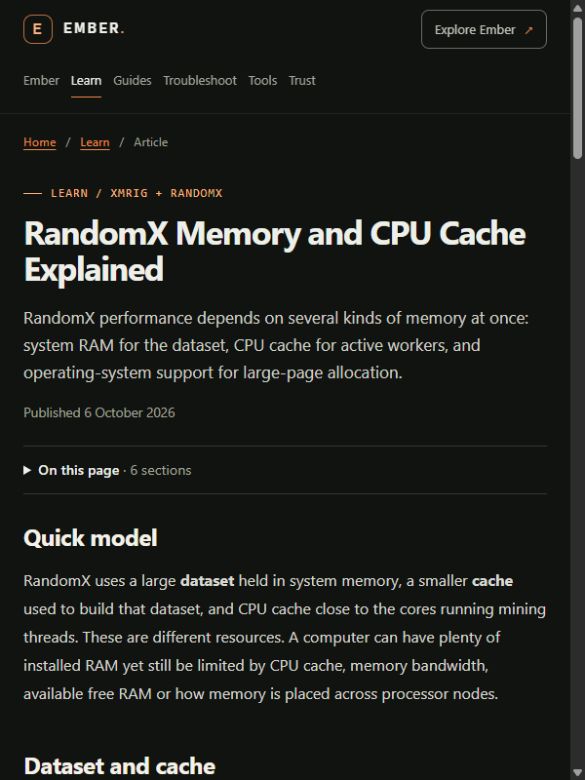 E EMBER.
Explore Ember ↗
Ember Learn Guides Troubleshoot Tools Trust
Home / Learn / Article
LEARN / XMRIG + RANDOMX
RandomX Memory and CPU Cache
Explained
RandomX performance depends on several kinds of memory at once:
system RAM for the dataset, CPU cache for active workers, and
operating-system support for large-page allocation.
Published 6 October 2026
On this page · 6 sections
Quick model
RandomX uses a large dataset held in system memory, a smaller cache
used to build that dataset, and CPU cache close to the cores running mining
threads. These are different resources. A computer can have plenty of
installed RAM yet still be limited by CPU cache, memory bandwidth,
available free RAM or how memory is placed across processor nodes.
Dataset and cache